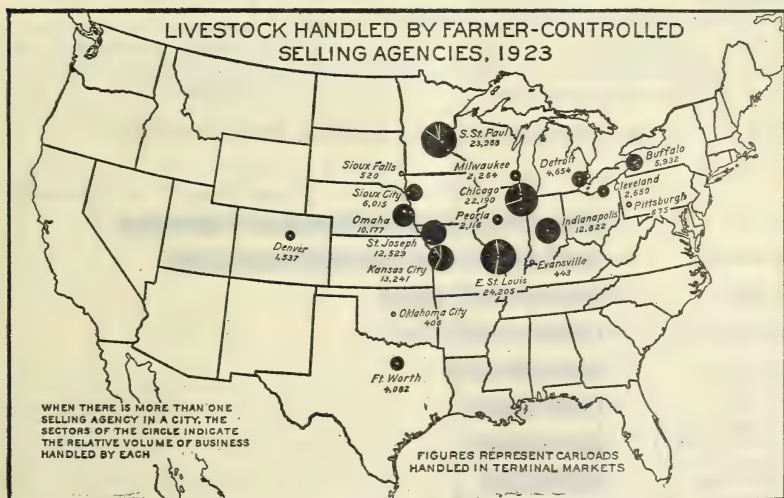 LIVESTOCK HANDLED BY FARMER-CONTROLLED
SELLING AGENCIES, 1923
S. St. Paul
23,988
Sioux Falls
520
Milwaukee
2,264
Detroit
4,654
Buffalo
5,932
Sioux City
6,015
Chicago
22,190
Cleveland
2,659
Pittsburgh
675
Omaha
10,177
Peoria
2,116
Indianapolis
12,822
Denver
1,537
St. Joseph
12,529
Kansas City
13,241
Evansville
443
E. St. Louis
24,205
Oklahoma City
406
Ft. Worth
4,082
WHEN THERE IS MORE THAN ONE
SELLING AGENCY IN A CITY, THE
SECTORS OF THE CIRCLE INDICATE
THE RELATIVE VOLUME OF BUSINESS
HANDLED BY EACH
FIGURES REPRESENT CARLOADS
HANDLED IN TERMINAL MARKETS